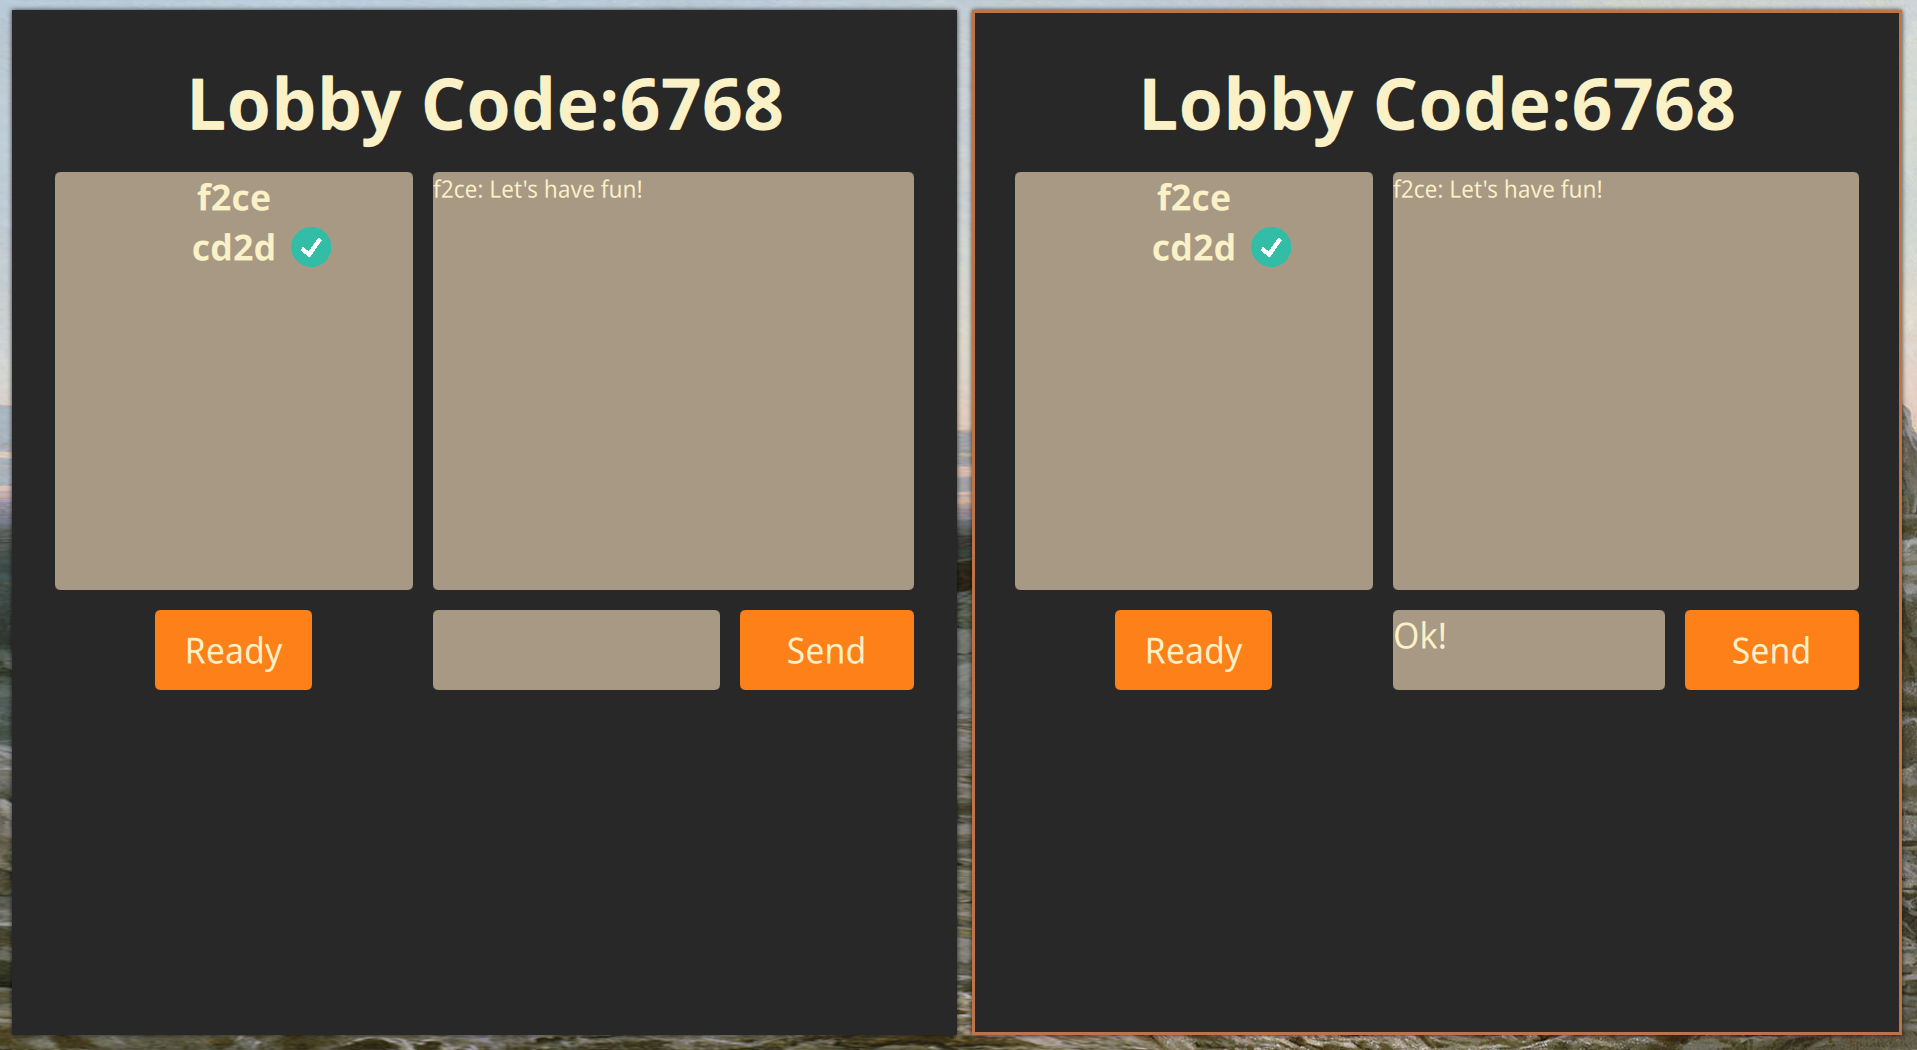 Lobby Code:6768
f2ce
cd2d
f2ce: Let's have fun!
Ready
Send
Lobby Code:6768
f2ce
cd2d
f2ce: Let's have fun!
Ready
Ok!
Send